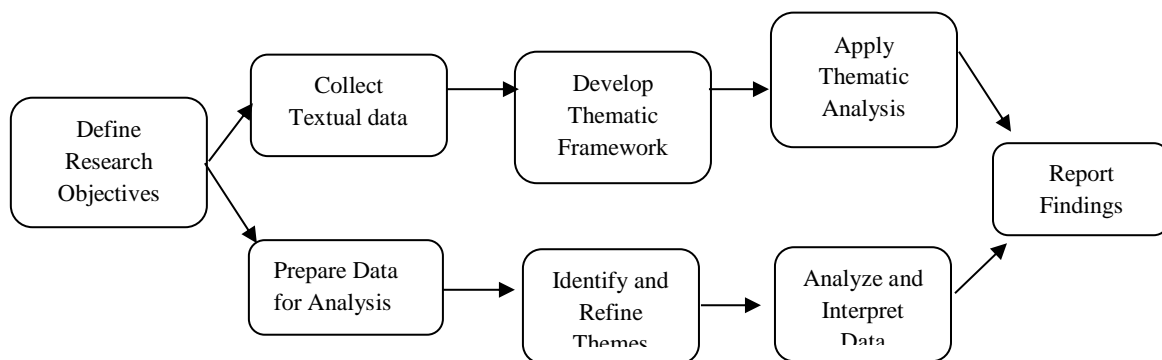 Define
Research
Objectives
Collect
Textual data
Develop
Thematic
Framework
Apply
Thematic
Analysis
Prepare Data
for Analysis
Identify and
Refine
Themes
Analyze and
Interpret
Data
Report
Findings